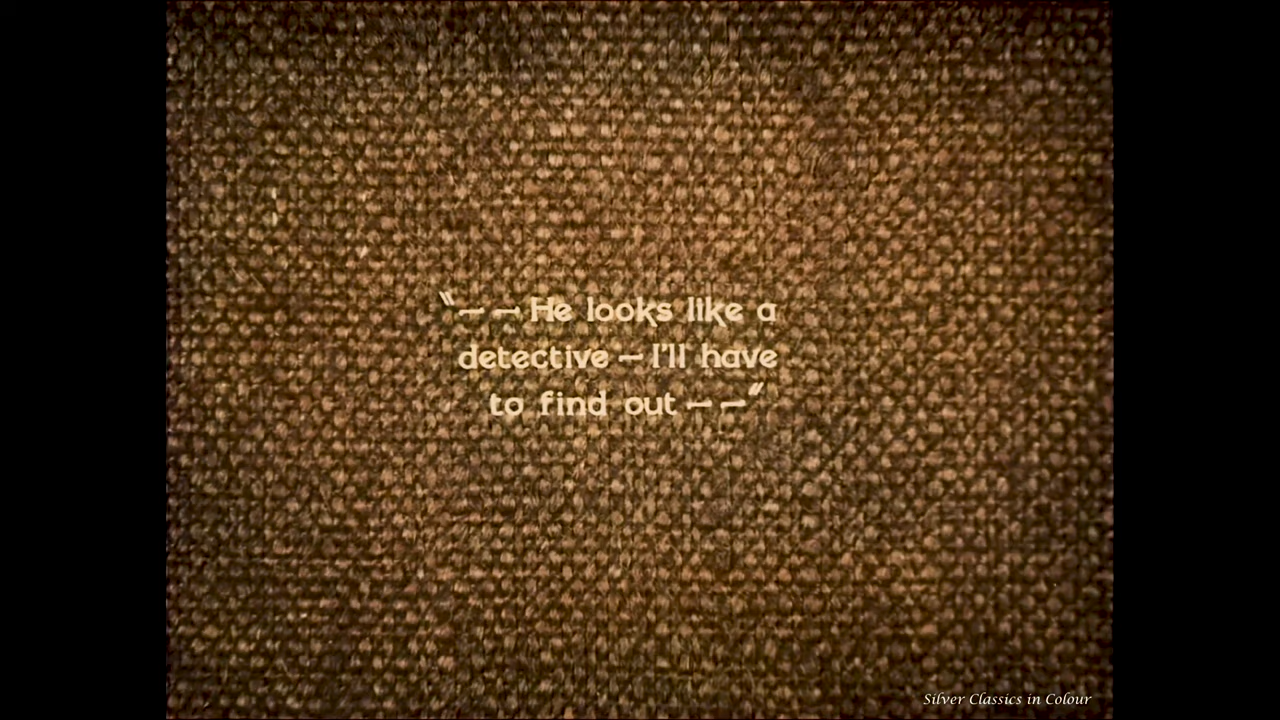 "— — He looks like a
detective — I'll have
to find out — —"
Silver Classics in Colour